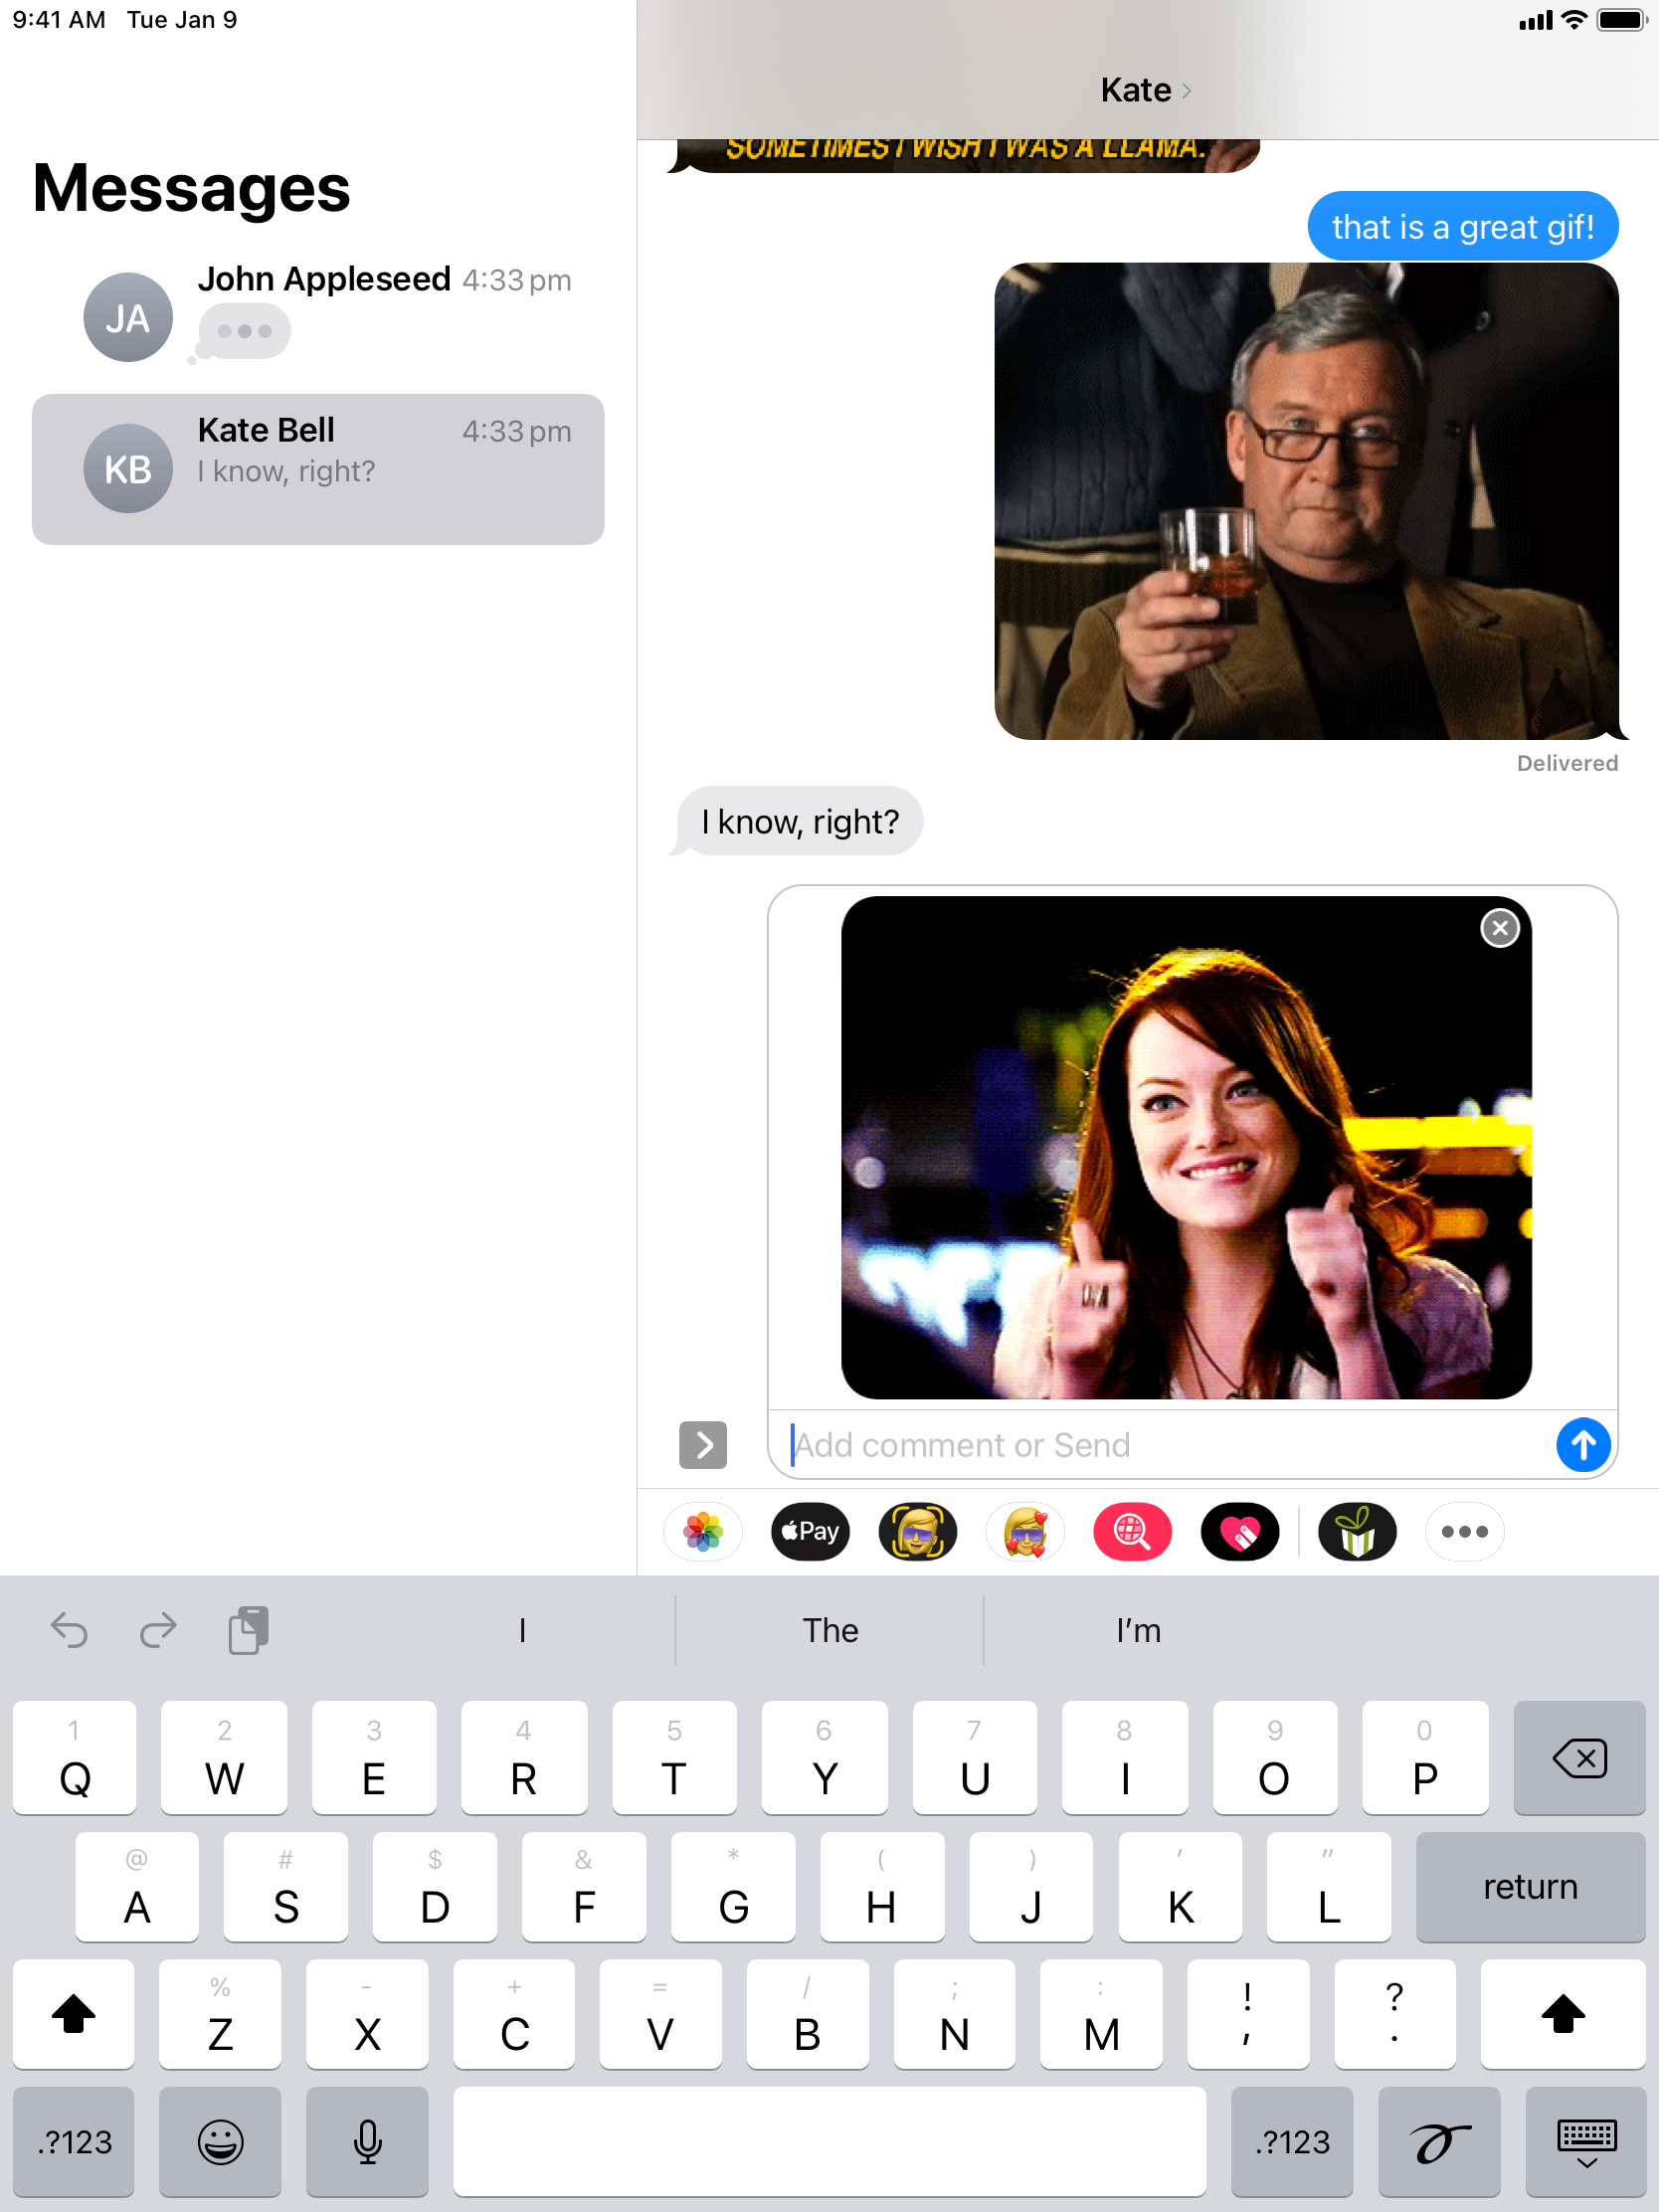 9:41 AM Tue Jan 9
Messages
John Appleseed 4:33 pm
JA
Kate Bell 4:33 pm
KB
I know, right?
Kate
SOMETIMES I WISH I WAS A LLAMA.
that is a great gif!
Delivered
I know, right?
Add comment or Send
Pay
I The I’m
1 2 3 4 5 6 7 8 9 0
Q W E R T Y U I O P
@ # $ & * ( ) ' "
A S D F G H J K L return
% - + = / ; : ! ?
Z X C V B N M , .
.?123 .?123